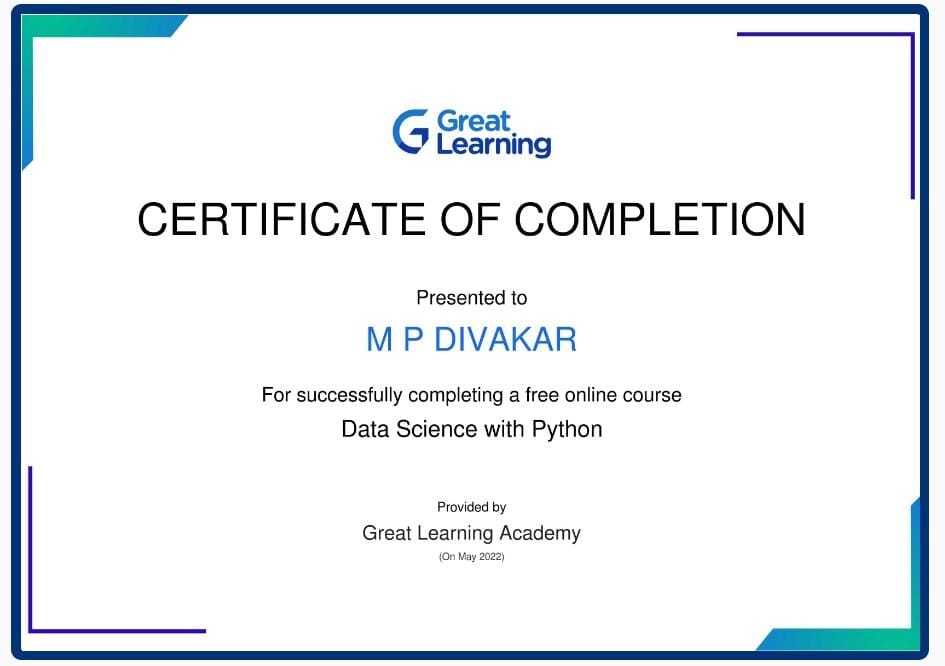 Great
Learning
CERTIFICATE OF COMPLETION
Presented to
M P DIVAKAR
For successfully completing a free online course
Data Science with Python
Provided by
Great Learning Academy
(On May 2022)